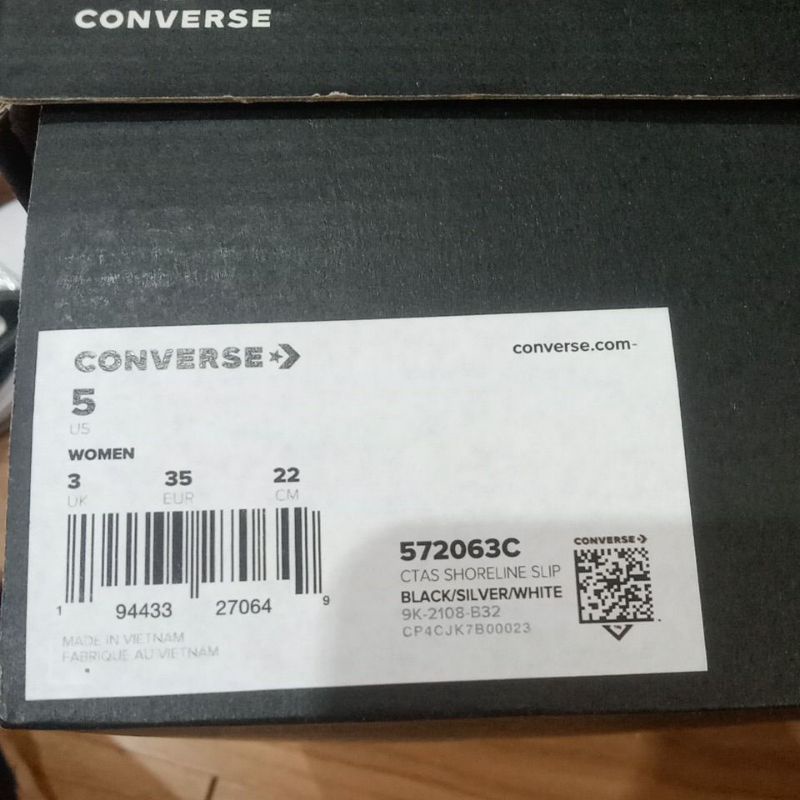 CONVERSE
CONVERSE
converse.com-
5
US
WOMEN
3 35 22
UK EUR CM
1 94433 27064 9
MADE IN VIETNAM
FABRIQUE AU VIETNAM
572063C
CTAS SHORELINE SLIP
BLACK/SILVER/WHITE
9K-2108-B32
CP4CJK7B00023
CONVERSE